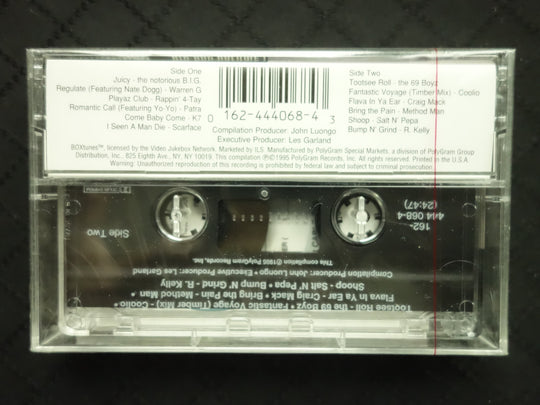 Side One
Juicy - the notorious B.I.G.
Regulate (Featuring Nate Dogg) - Warren G
Playaz Club - Rappin' 4-Tay
Romantic Call (Featuring Yo Yo) - Patra
Come Baby Come - K7
I Seen A Man Die - Scarface
0 162-444068-4 3
Compilation Producer: John Luongo
Executive Producer: Les Garland
Side Two
Tootsee Roll - the 69 Boyz
Fantastic Voyage (Timber Mix) - Coolio
Flava In Ya Ear - Craig Mack
Bring the Pain - Method Man
Shoop - Salt N' Pepa
Bump N' Grind - R. Kelly
BOXtunes™, licensed by the Video Jukebox Network. Marketed by ILS. Manufactured by PolyGram Special Markets, a division of PolyGram Group
Distribution, Inc., 825 Eighth Ave., NY, NY 10019. This compilation ℗©1995 PolyGram Records, Inc. Printed in the U.S.A.
Warning: Unauthorized reproduction of this recording is prohibited by federal law and subject to criminal prosecution.
Tootsee Roll - the 69 Boyz • Fantastic Voyage (Timber Mix) - Coolio •
Flava In Ya Ear - Craig Mack • Bring the Pain - Method Man •
Shoop - Salt N' Pepa • Bump N' Grind - R. Kelly
Compilation Producer: John Luongo • Executive Producer: Les Garland
This compilation ℗©1995 PolyGram Records, Inc.
Side Two
162-
444 068-4
(24:47)